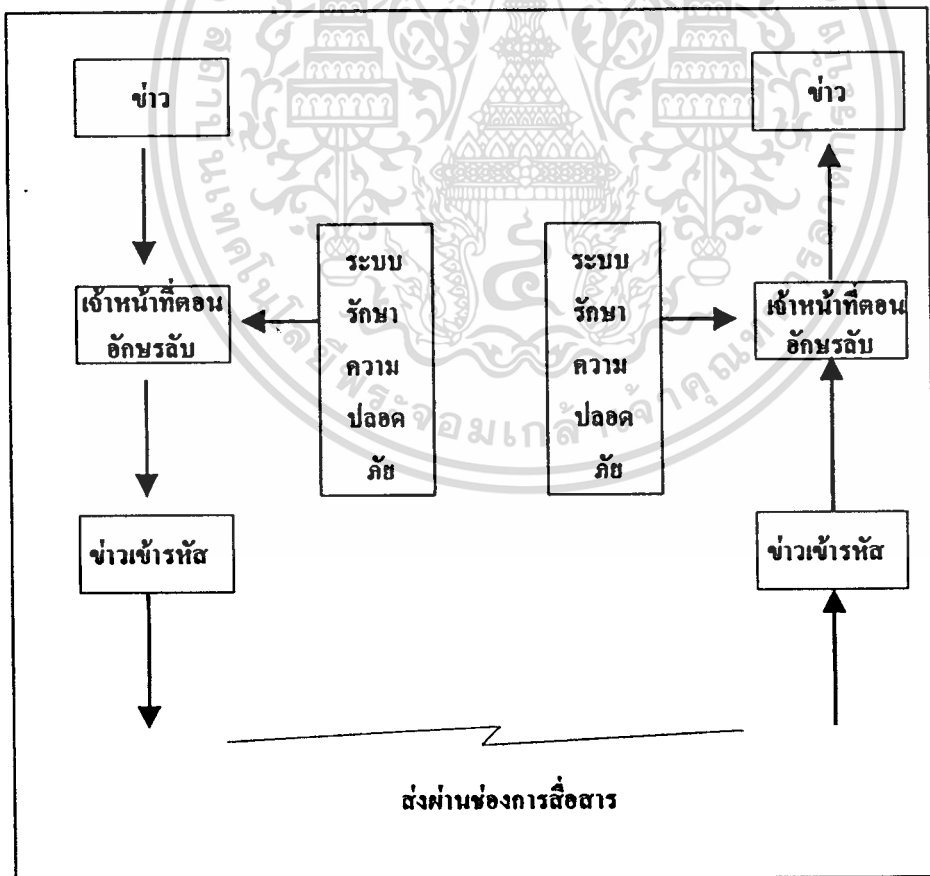 ข่าว
เจ้าหน้าที่ตอน
อักษรลับ
ข่าวเข้ารหัส
ระบบ
รักษา
ความ
ปลอด
ภัย
ระบบ
รักษา
ความ
ปลอด
ภัย
ข่าว
เจ้าหน้าที่ตอน
อักษรลับ
ข่าวเข้ารหัส
ส่งผ่านช่องการสื่อสาร